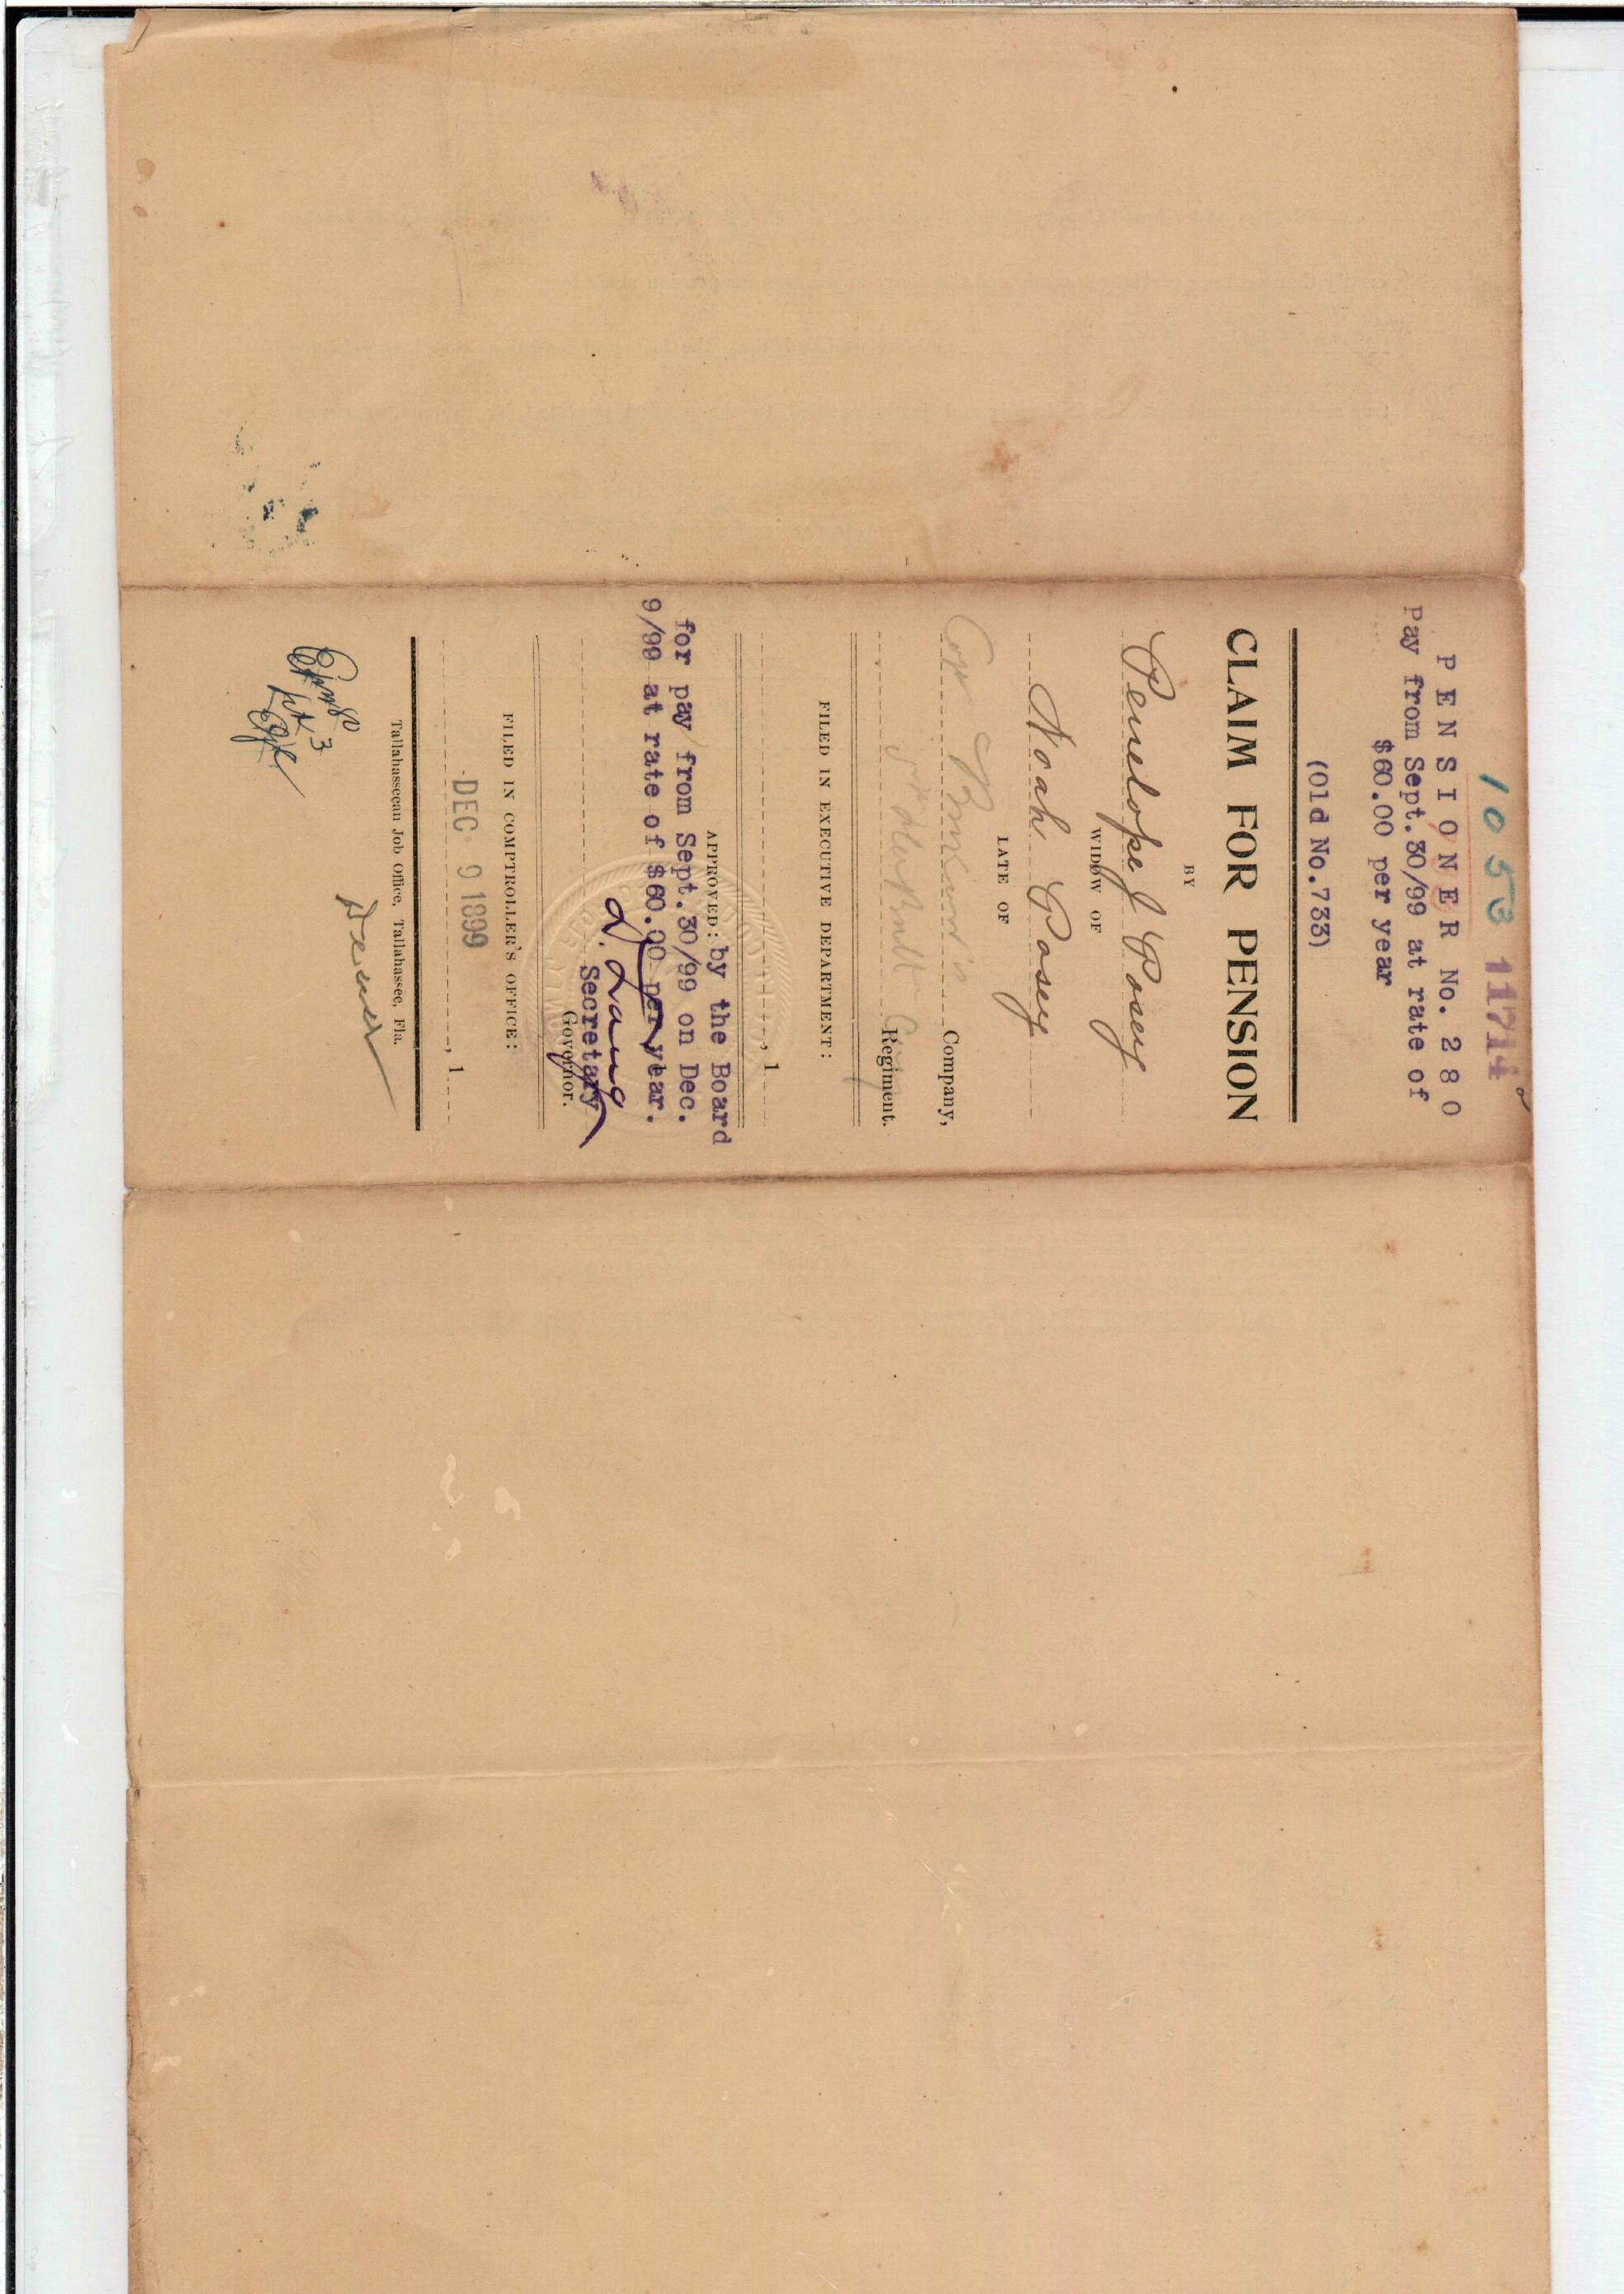 1053 11714
PENSIONER No. 280
Pay from Sept.30/99 at rate of
$60.00 per year
(Old No.733)
CLAIM FOR PENSION
BY
Penelope J Posey
WIDOW OF
Noah Posey
LATE OF
Company,
Regiment.
FILED IN EXECUTIVE DEPARTMENT:
, 1
APPROVED: by the Board
for pay from Sept.30/99 on Dec.
9/99 at rate of $60.00 per year.
D. Lang
Secretary
Governor.
FILED IN COMPTROLLER'S OFFICE:
DEC 9 1899
, 1
Tallahasseean Job Office, Tallahassee, Fla.